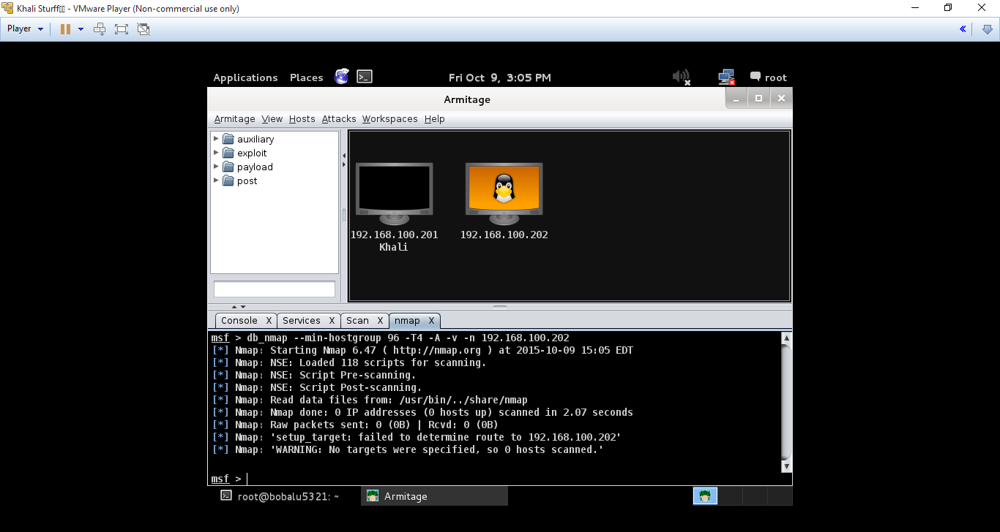 Khali Sturff - VMware Player (Non-commercial use only)
Player
Applications Places Fri Oct 9, 3:05 PM root
Armitage
Armitage View Hosts Attacks Workspaces Help
auxiliary
exploit
payload
post
192.168.100.201
Khali
192.168.100.202
Console X Services X Scan X nmap X
msf > db_nmap --min-hostgroup 96 -T4 -A -v -n 192.168.100.202
[*] Nmap: Starting Nmap 6.47 ( http://nmap.org ) at 2015-10-09 15:05 EDT
[*] Nmap: NSE: Loaded 118 scripts for scanning.
[*] Nmap: NSE: Script Pre-scanning.
[*] Nmap: NSE: Script Post-scanning.
[*] Nmap: Read data files from: /usr/bin/../share/nmap
[*] Nmap: Nmap done: 0 IP addresses (0 hosts up) scanned in 2.07 seconds
[*] Nmap: Raw packets sent: 0 (0B) | Rcvd: 0 (0B)
[*] Nmap: 'setup_target: failed to determine route to 192.168.100.202'
[*] Nmap: 'WARNING: No targets were specified, so 0 hosts scanned.'
msf >
root@bobalu5321: ~ Armitage